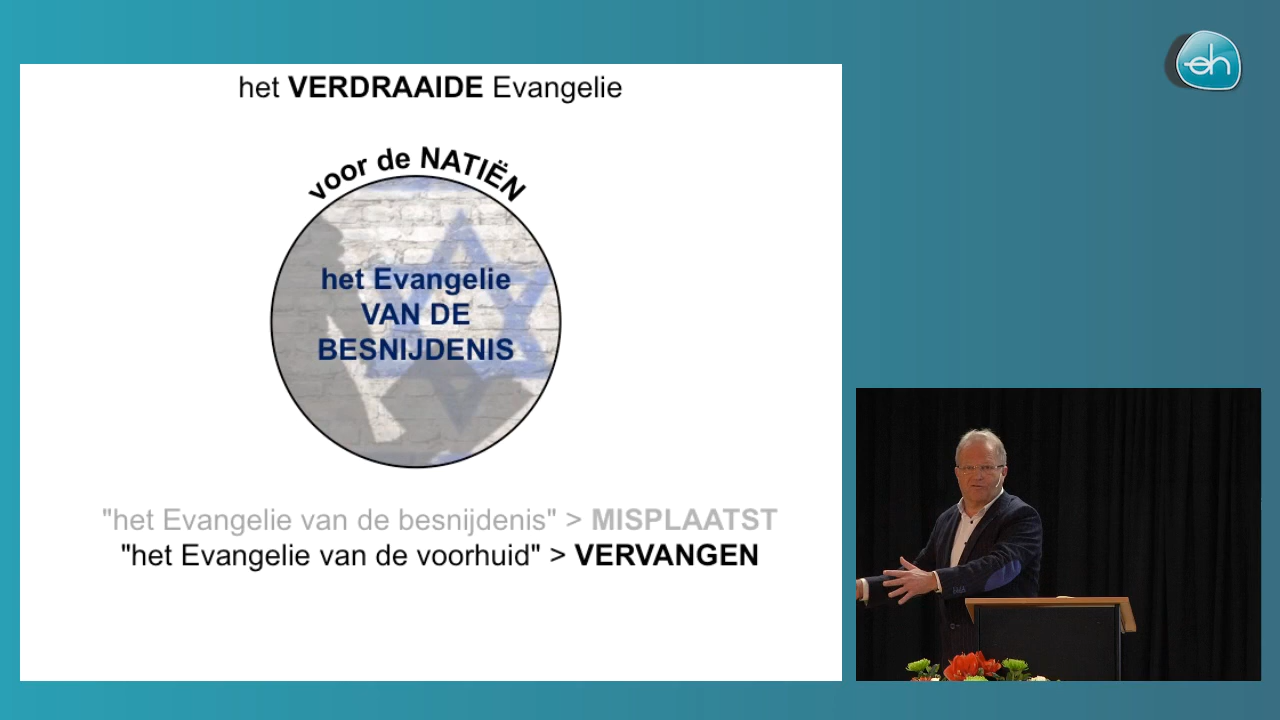 eh
het VERDRAAIDE Evangelie
voor de NATIËN
het Evangelie
VAN DE
BESNIJDENIS
"het Evangelie van de besnijdenis" > MISPLAATST
"het Evangelie van de voorhuid" > VERVANGEN